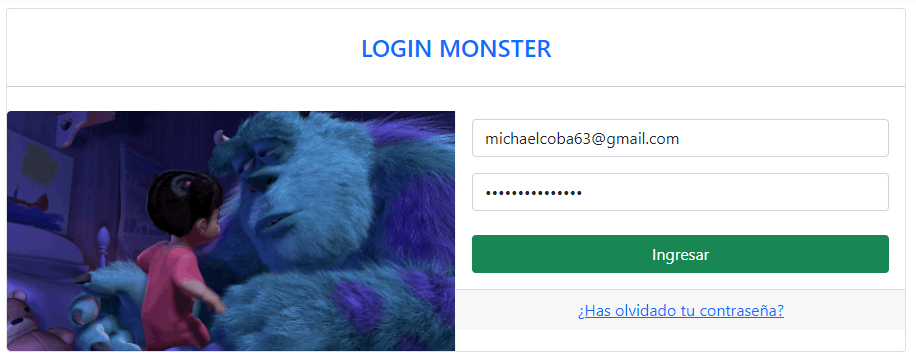 LOGIN MONSTER
michaelcoba63@gmail.com
•••••••••••••••
Ingresar
¿Has olvidado tu contraseña?